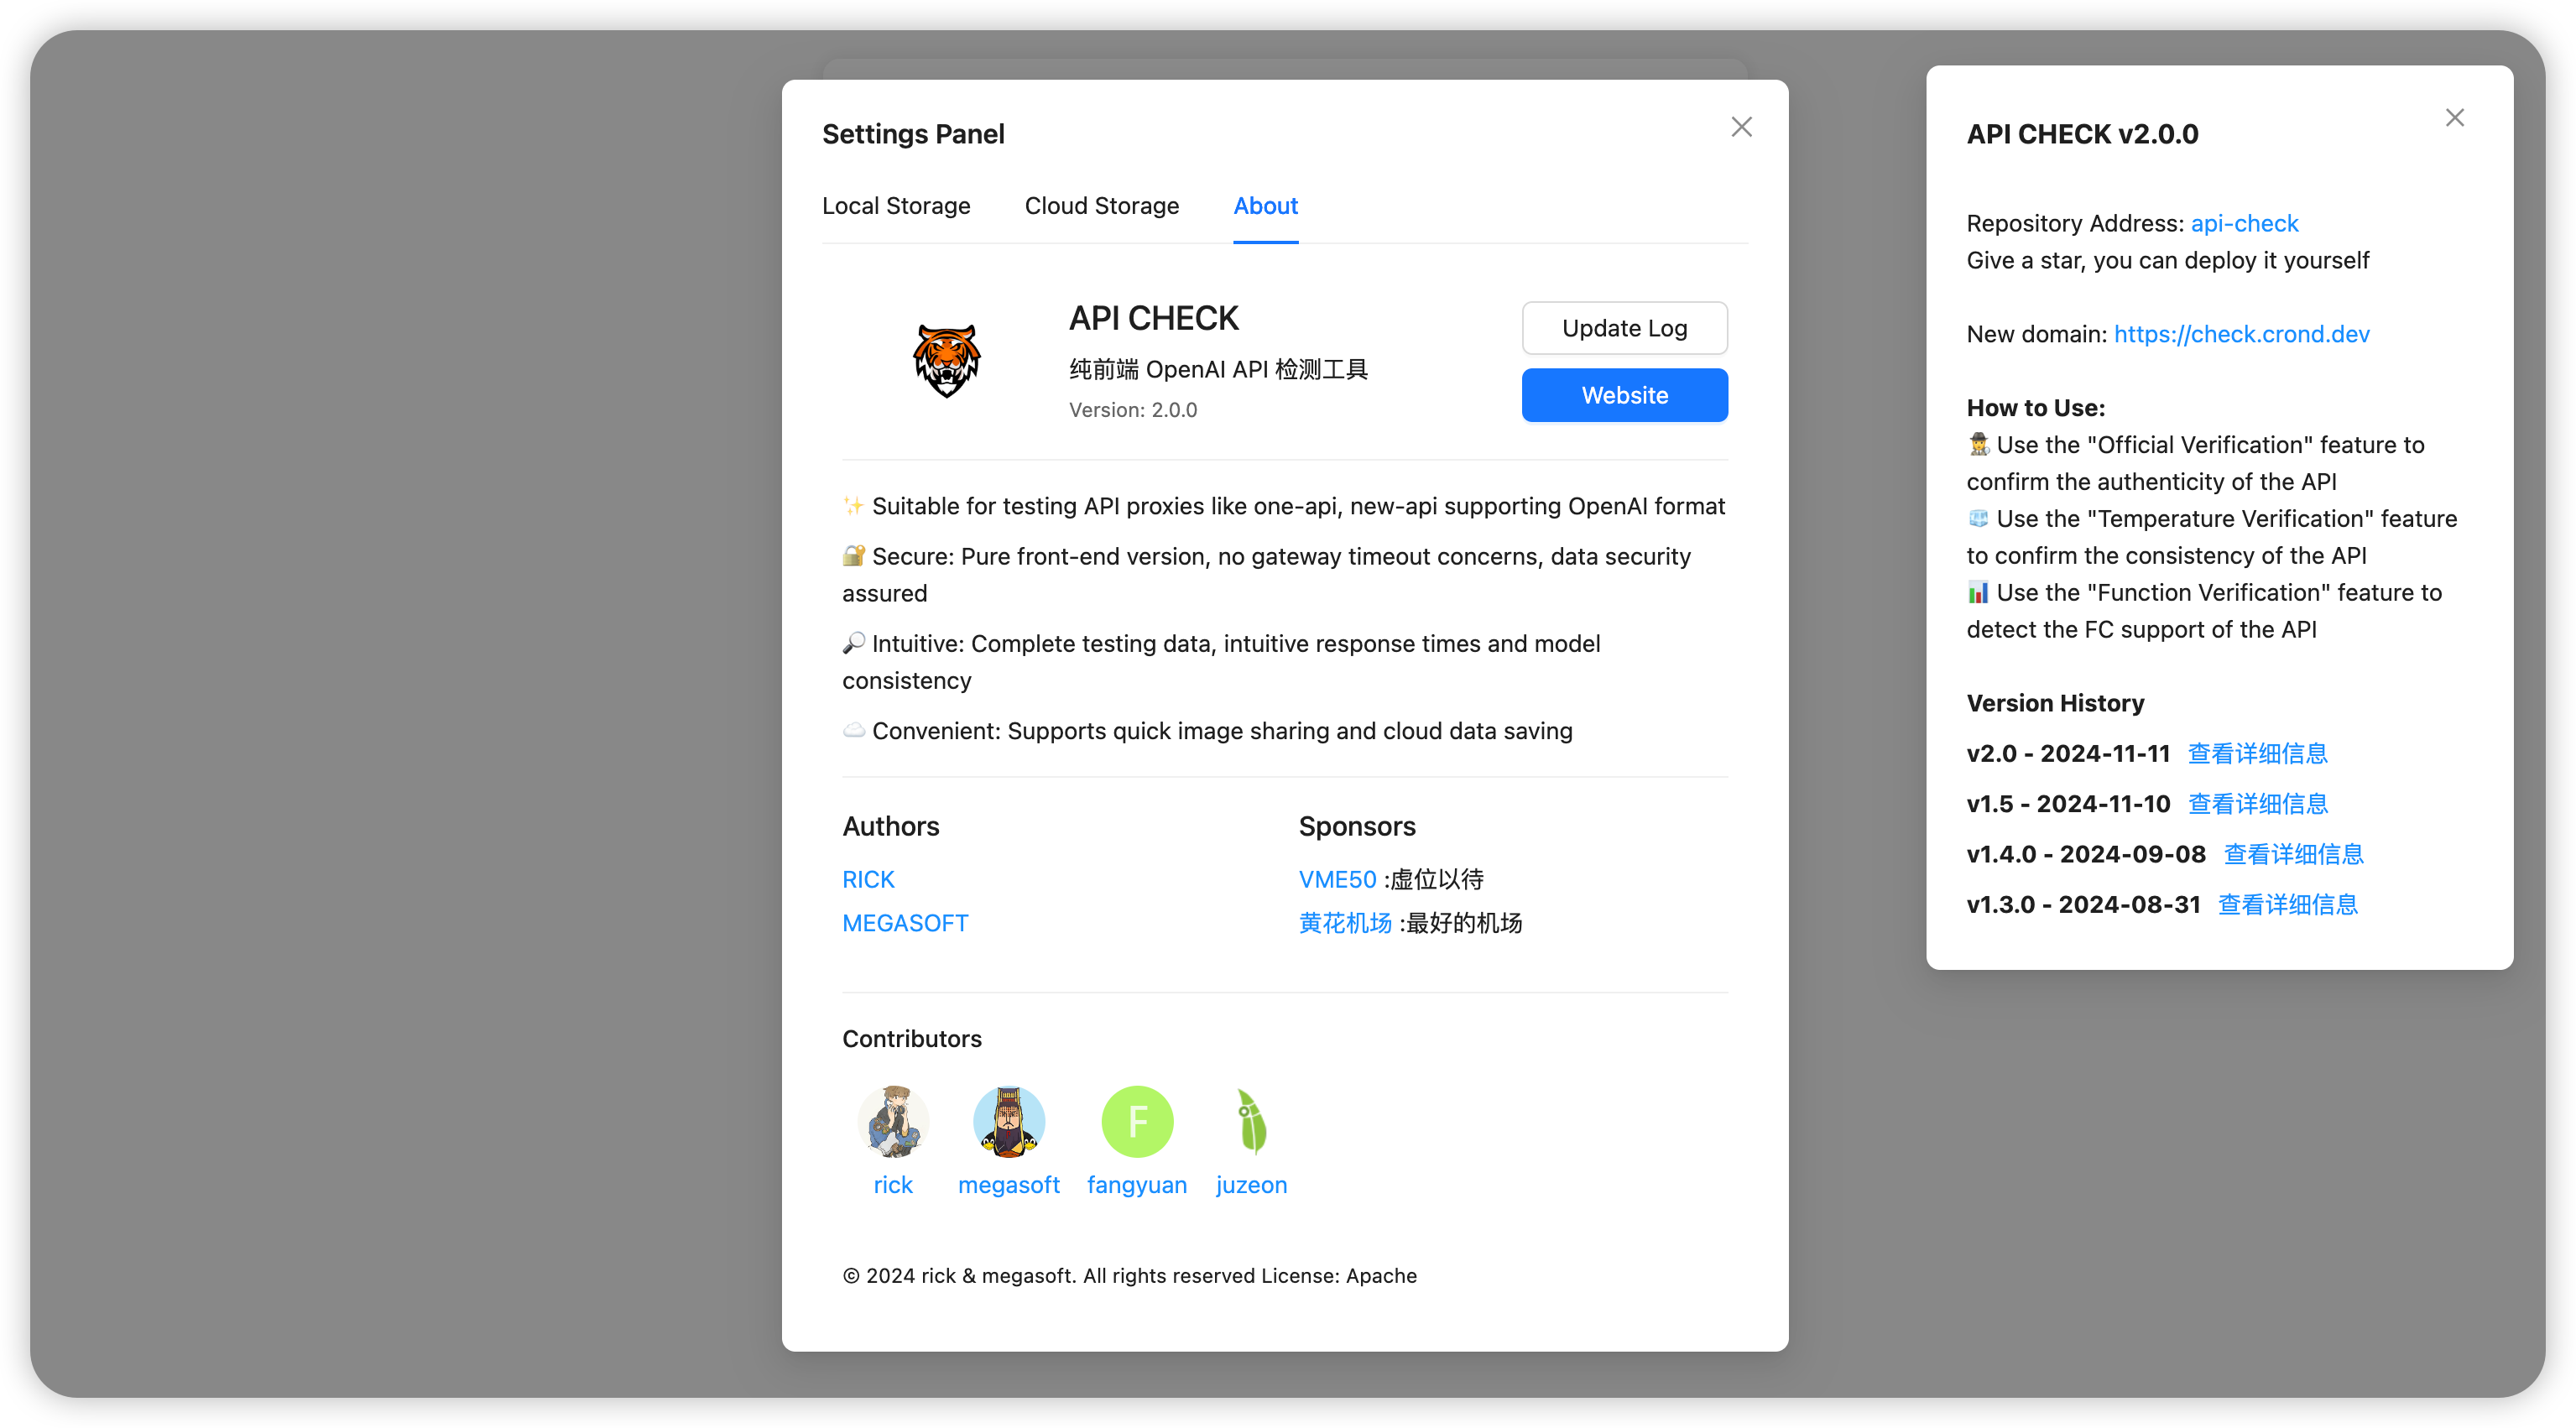 Settings Panel
Local Storage Cloud Storage About
API CHECK
纯前端 OpenAI API 检测工具
Version: 2.0.0
Update Log
Website
✨ Suitable for testing API proxies like one-api, new-api supporting OpenAI format
🔐 Secure: Pure front-end version, no gateway timeout concerns, data security
assured
🔎 Intuitive: Complete testing data, intuitive response times and model
consistency
☁️ Convenient: Supports quick image sharing and cloud data saving
Authors
RICK
MEGASOFT
Sponsors
VME50 :虚位以待
黄花机场 :最好的机场
Contributors
F
rick megasoft fangyuan juzeon
© 2024 rick & megasoft. All rights reserved License: Apache
API CHECK v2.0.0
Repository Address: api-check
Give a star, you can deploy it yourself
New domain: https://check.crond.dev
How to Use:
🕵️ Use the "Official Verification" feature to
confirm the authenticity of the API
🧊 Use the "Temperature Verification" feature
to confirm the consistency of the API
📊 Use the "Function Verification" feature to
detect the FC support of the API
Version History
v2.0 - 2024-11-11 查看详细信息
v1.5 - 2024-11-10 查看详细信息
v1.4.0 - 2024-09-08 查看详细信息
v1.3.0 - 2024-08-31 查看详细信息